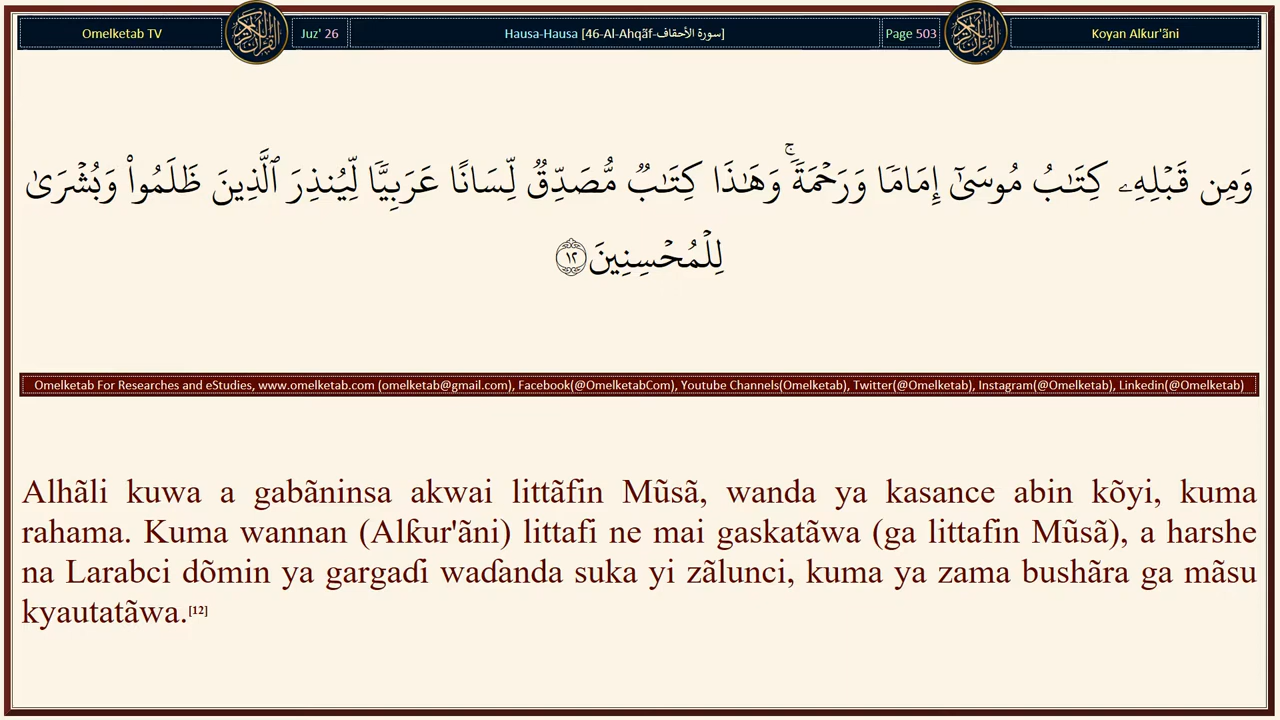 Omelketab TV
Juz' 26
Hausa-Hausa [46-Al-Ahqãf-سورة الأحقاف]
Page 503
Koyan Alƙur'ãni
وَمِن قَبۡلِهِۦ كِتَٰبُ مُوسَىٰٓ إِمَامٗا وَرَحۡمَةٗۚ وَهَٰذَا كِتَٰبٞ مُّصَدِّقٞ لِّسَانًا عَرَبِيّٗا لِّيُنذِرَ ٱلَّذِينَ ظَلَمُواْ وَبُشۡرَىٰ
لِلۡمُحۡسِنِينَ ١٢
Omelketab For Researches and eStudies, www.omelketab.com (omelketab@gmail.com), Facebook(@OmelketabCom), Youtube Channels(Omelketab), Twitter(@Omelketab), Instagram(@Omelketab), Linkedin(@Omelketab)
Alhãli kuwa a gabãninsa akwai littãfin Mũsã, wanda ya kasance abin kõyi, kuma
rahama. Kuma wannan (Alƙur'ãni) littafi ne mai gaskatãwa (ga littafin Mũsã), a harshe
na Larabci dõmin ya gargaɗi waɗanda suka yi zãlunci, kuma ya zama bushãra ga mãsu
kyautatãwa.[12]